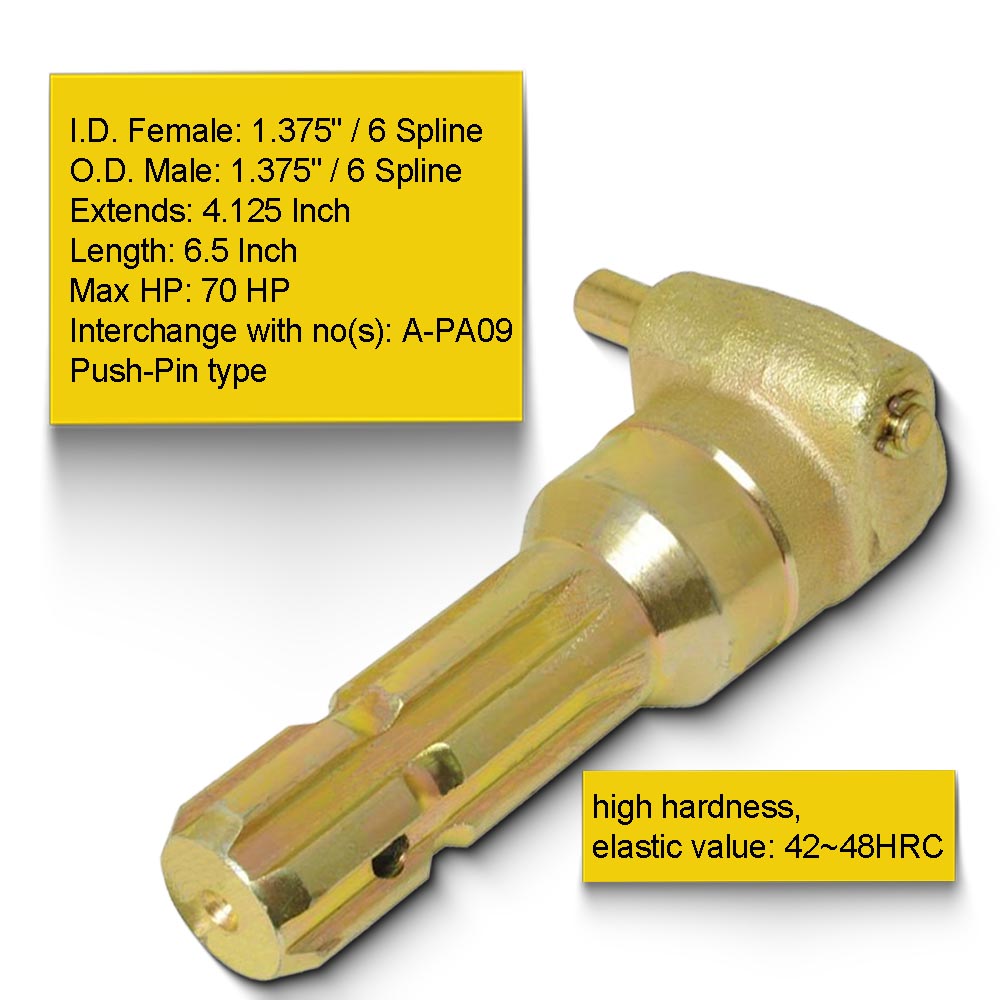 I.D. Female: 1.375" / 6 Spline
O.D. Male: 1.375" / 6 Spline
Extends: 4.125 Inch
Length: 6.5 Inch
Max HP: 70 HP
Interchange with no(s): A-PA09
Push-Pin type
high hardness,
elastic value: 42~48HRC